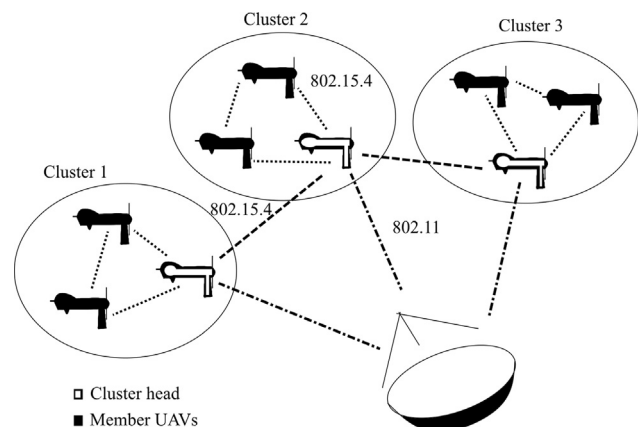 Cluster 2
Cluster 3
802.15.4
Cluster 1
802.15.4
802.11
Cluster head
Member UAVs